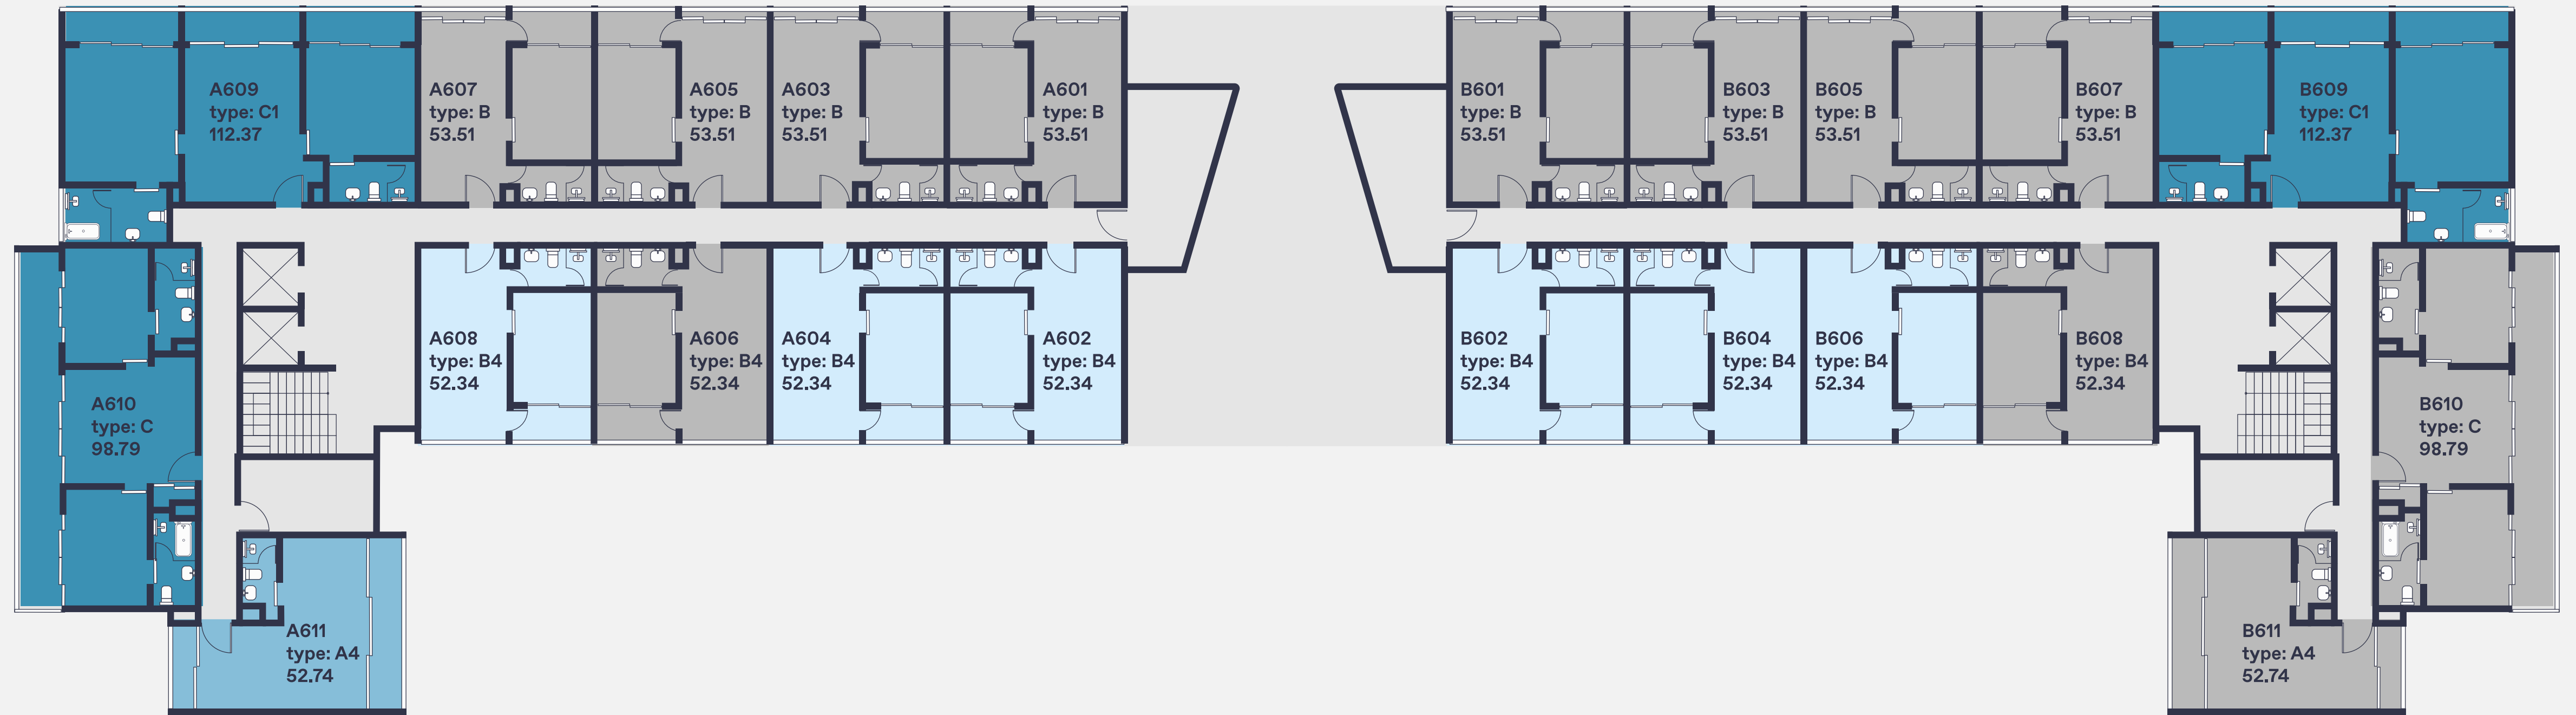 A609
type: C1
112.37
A607
type: B
53.51
A605
type: B
53.51
A603
type: B
53.51
A601
type: B
53.51
B601
type: B
53.51
B603
type: B
53.51
B605
type: B
53.51
B607
type: B
53.51
B609
type: C1
112.37
A608
type: B4
52.34
A606
type: B4
52.34
A604
type: B4
52.34
A602
type: B4
52.34
B602
type: B4
52.34
B604
type: B4
52.34
B606
type: B4
52.34
B608
type: B4
52.34
A610
type: C
98.79
B610
type: C
98.79
A611
type: A4
52.74
B611
type: A4
52.74